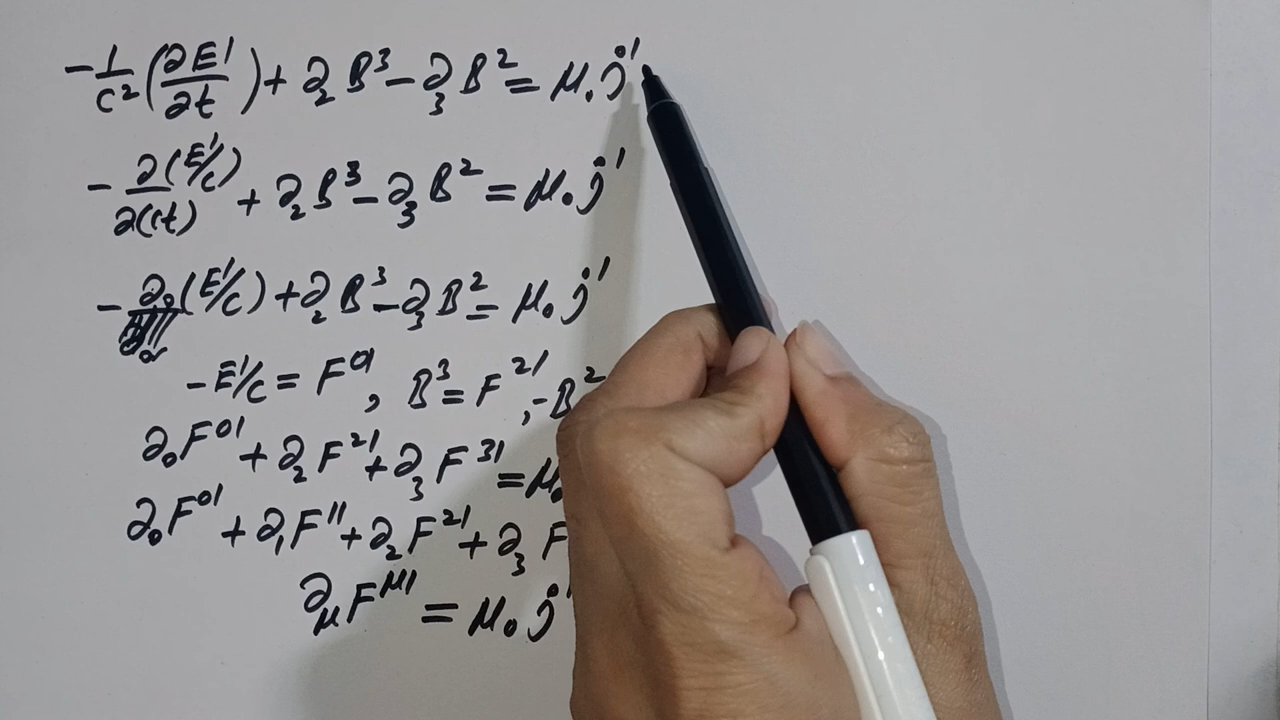 -1/c² (∂E¹/∂t) + ∂₂B³ - ∂₃B² = μ₀j¹
-∂(E¹/c)/∂(ct) + ∂₂B³ - ∂₃B² = μ₀j¹
-∂₀(E¹/c) + ∂₂B³ - ∂₃B² = μ₀j¹
-E¹/c = F⁰¹, B³ = F²¹, -B²
∂₀F⁰¹ + ∂₂F²¹ + ∂₃F³¹ = μ₀
∂₀F⁰¹ + ∂₁F¹¹ + ∂₂F²¹ + ∂₃F
∂_μF^μ¹ = μ₀j¹